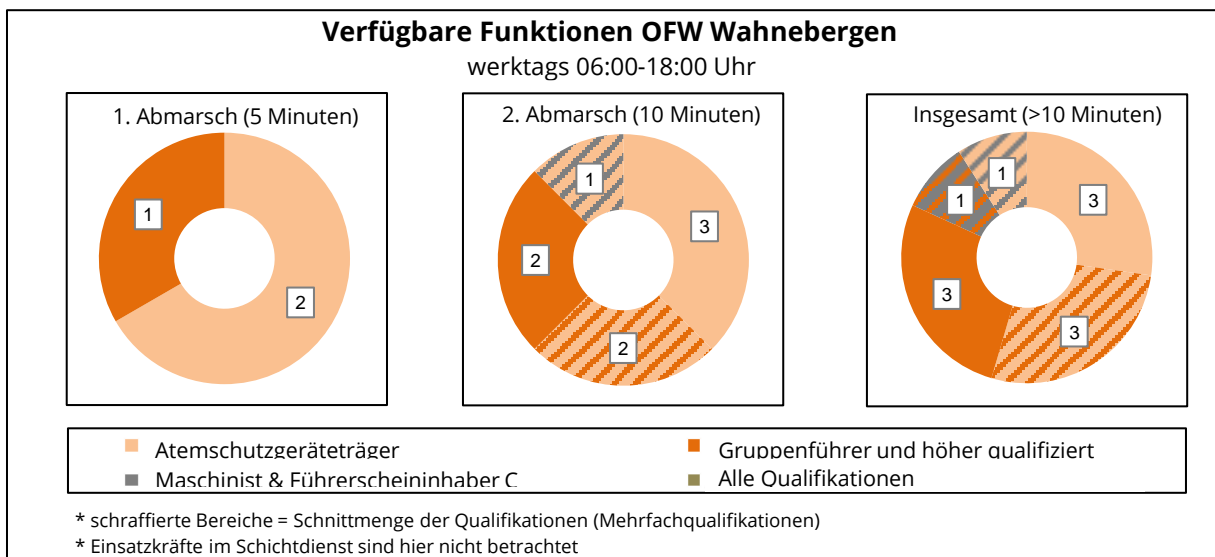 Verfügbare Funktionen OFW Wahnebergen
werktags 06:00-18:00 Uhr
1. Abmarsch (5 Minuten)
1
2
2. Abmarsch (10 Minuten)
1
3
2
2
Insgesamt (>10 Minuten)
1
1
3
3
3
Atemschutzgeräteträger
Gruppenführer und höher qualifiziert
Maschinist & Führerscheininhaber C
Alle Qualifikationen
* schraffierte Bereiche = Schnittmenge der Qualifikationen (Mehrfachqualifikationen)
* Einsatzkräfte im Schichtdienst sind hier nicht betrachtet